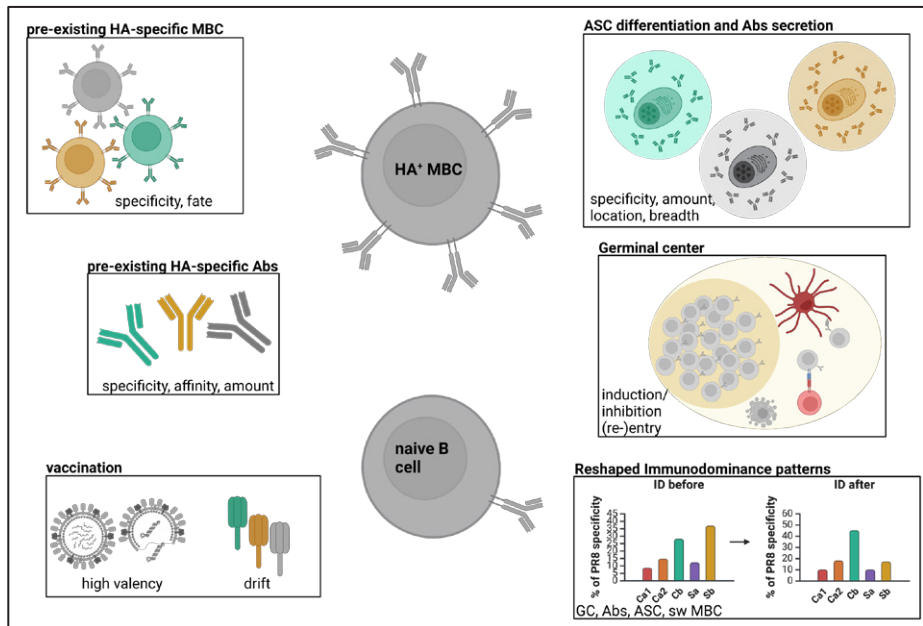 pre-existing HA-specific MBC
specificity, fate
pre-existing HA-specific Abs
specificity, affinity, amount
vaccination
high valency
drift
HA⁺ MBC
naive B
cell
ASC differentiation and Abs secretion
specificity, amount,
location, breadth
Germinal center
induction/
inhibition
(re-)entry
Reshaped Immunodominance patterns
ID before
% of PR8 specificity
45
40
35
30
25
20
15
10
5
0
Ca1
Ca2
Cb
Sa
Sb
ID after
% of PR8 specificity
60
50
40
30
20
10
0
Ca1
Ca2
Cb
Sa
Sb
GC, Abs, ASC, sw MBC